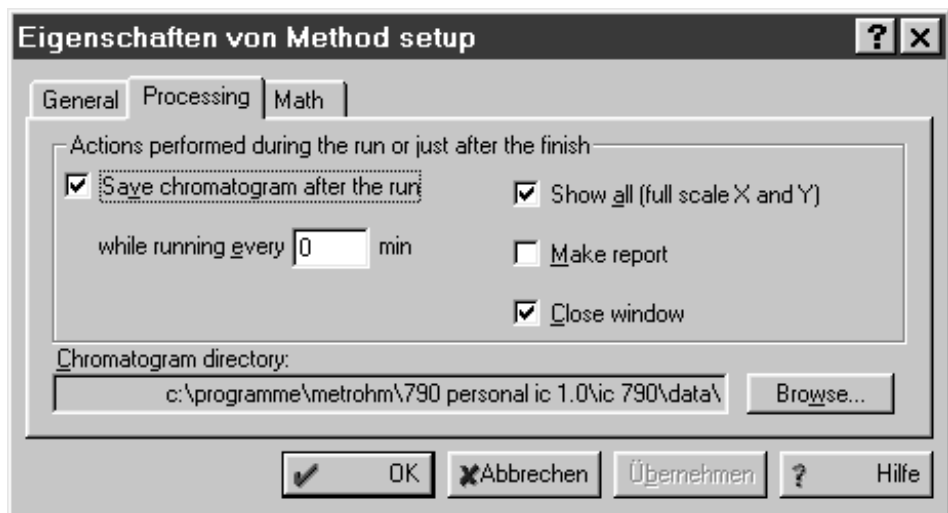 Eigenschaften von Method setup
General Processing Math
Actions performed during the run or just after the finish
Save chromatogram after the run
Show all (full scale X and Y)
while running every 0 min
Make report
Close window
Chromatogram directory:
c:\programme\metrohm\790 personal ic 1.0\ic 790\data\ Browse...
OK Abbrechen Übernehmen ? Hilfe